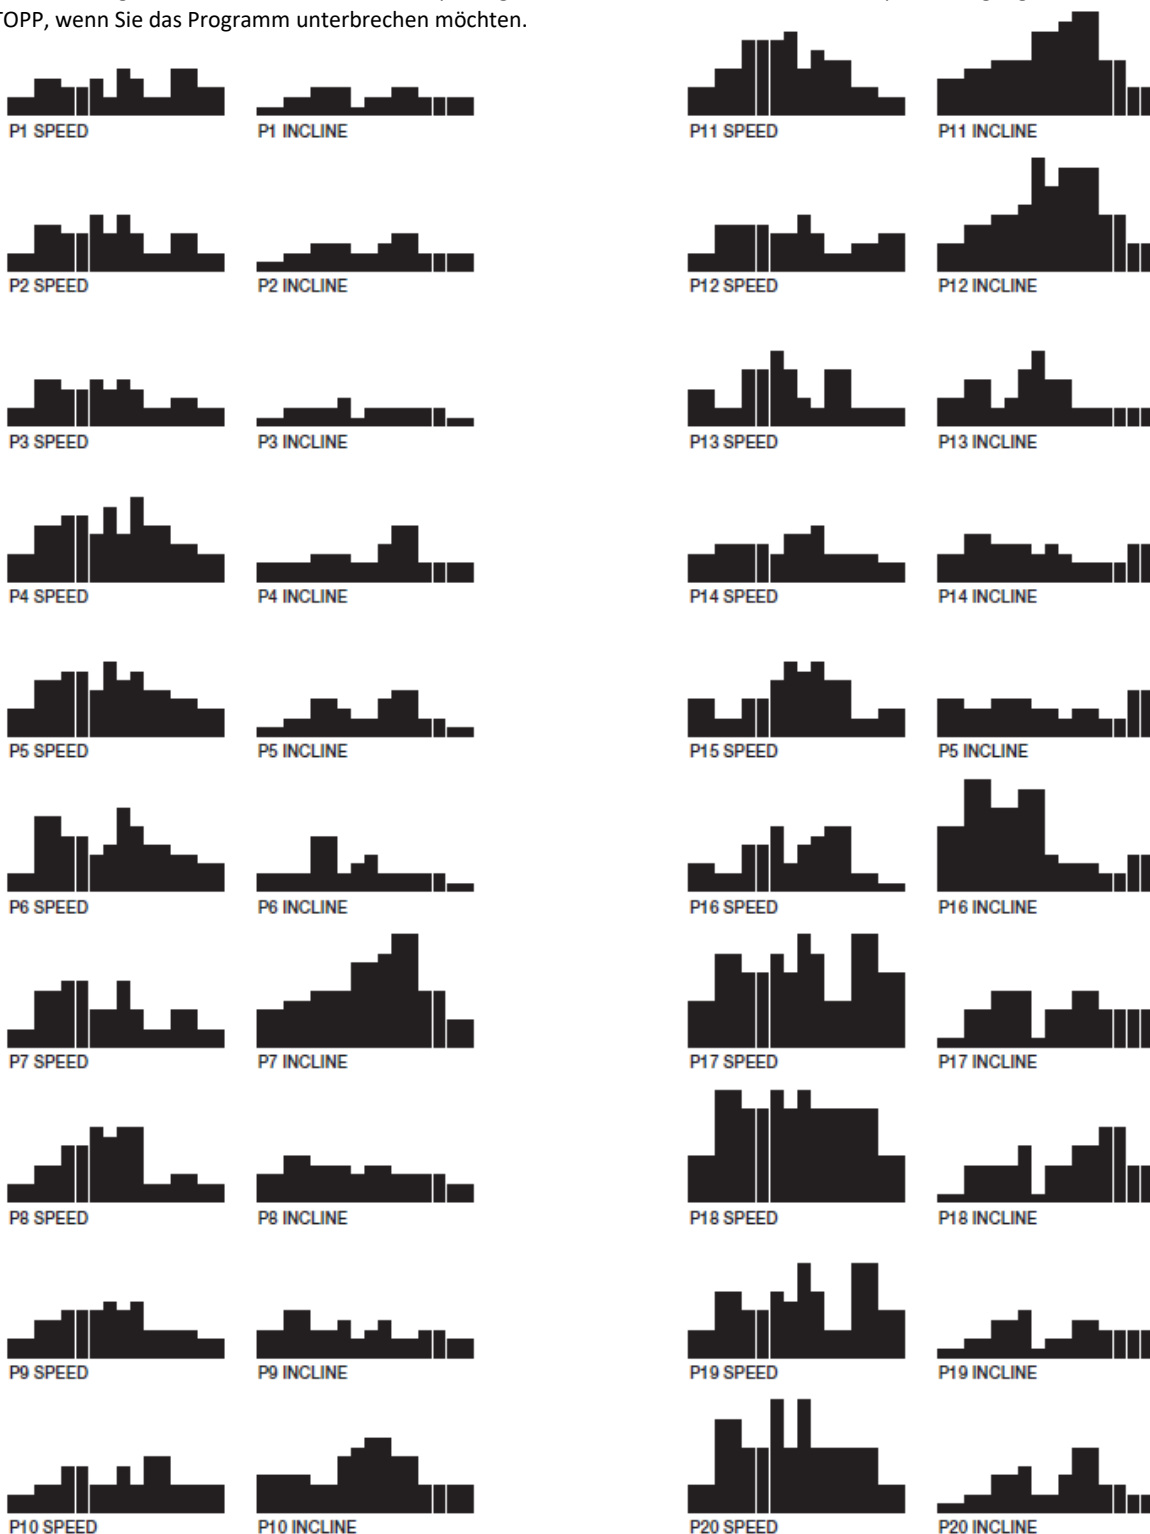 TOPP, wenn Sie das Programm unterbrechen möchten.
P1 SPEED
P1 INCLINE
P2 SPEED
P2 INCLINE
P3 SPEED
P3 INCLINE
P4 SPEED
P4 INCLINE
P5 SPEED
P5 INCLINE
P6 SPEED
P6 INCLINE
P7 SPEED
P7 INCLINE
P8 SPEED
P8 INCLINE
P9 SPEED
P9 INCLINE
P10 SPEED
P10 INCLINE
P11 SPEED
P11 INCLINE
P12 SPEED
P12 INCLINE
P13 SPEED
P13 INCLINE
P14 SPEED
P14 INCLINE
P15 SPEED
P5 INCLINE
P16 SPEED
P16 INCLINE
P17 SPEED
P17 INCLINE
P18 SPEED
P18 INCLINE
P19 SPEED
P19 INCLINE
P20 SPEED
P20 INCLINE